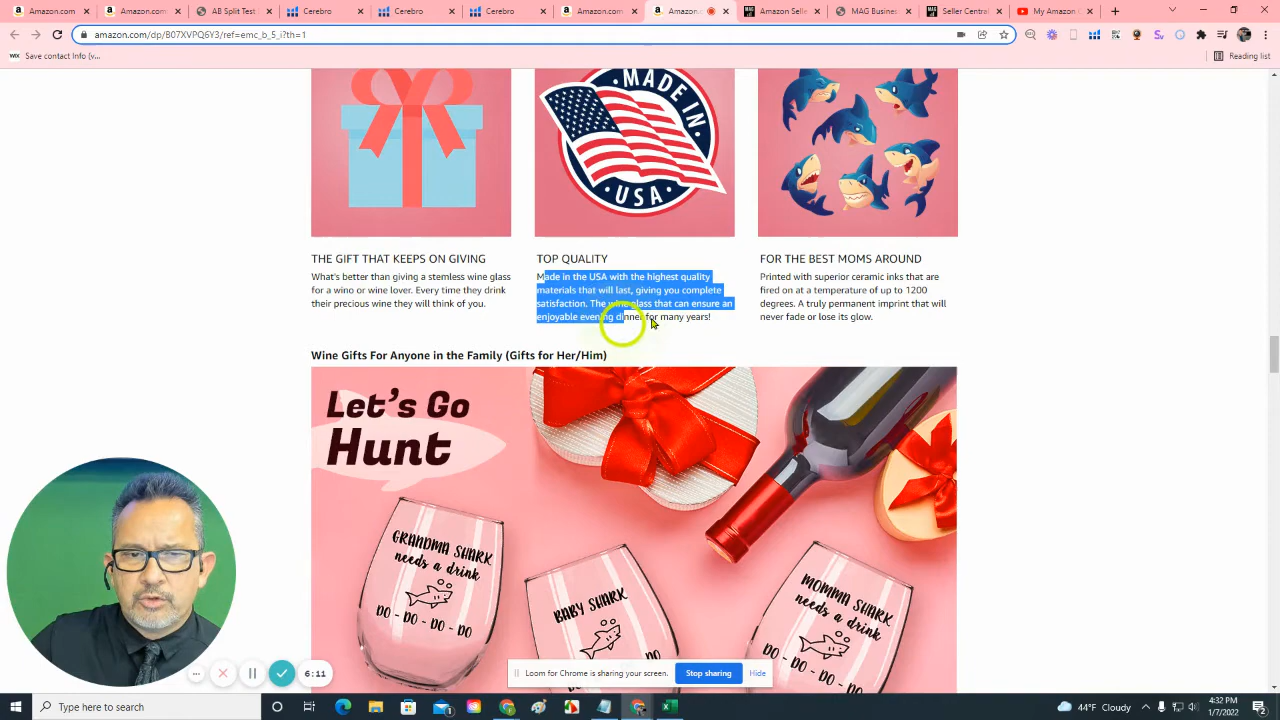 Amazon.com
Amazon.com:
AB Split Test
Cerebro
Cerebro
Cerebro
Amazon.com
Amazon
Amazon Selle
MAG Busines
Seller Central
My Amazon (
amazon.com/dp/B07XVPQ6Y3/ref=emc_b_5_i?th=1
Save contact Info (v...
Reading list
MADE IN
USA
THE GIFT THAT KEEPS ON GIVING
What's better than giving a stemless wine glass
for a wino or wine lover. Every time they drink
their precious wine they will think of you.
TOP QUALITY
Made in the USA with the highest quality
materials that will last, giving you complete
satisfaction. The wine glass that can ensure an
enjoyable evening dinner for many years!
FOR THE BEST MOMS AROUND
Printed with superior ceramic inks that are
fired on at a temperature of up to 1200
degrees. A truly permanent imprint that will
never fade or lose its glow.
Wine Gifts For Anyone in the Family (Gifts for Her/Him)
Let's Go
Hunt
GRANDMA SHARK
needs a drink
DO - DO - DO - DO
BABY SHARK
DO
MOMMA SHARK
needs a drink
DO - DO - DO - DO
6:11
Loom for Chrome is sharing your screen.
Stop sharing
Hide
Type here to search
44°F Cloudy
4:32 PM
1/7/2022